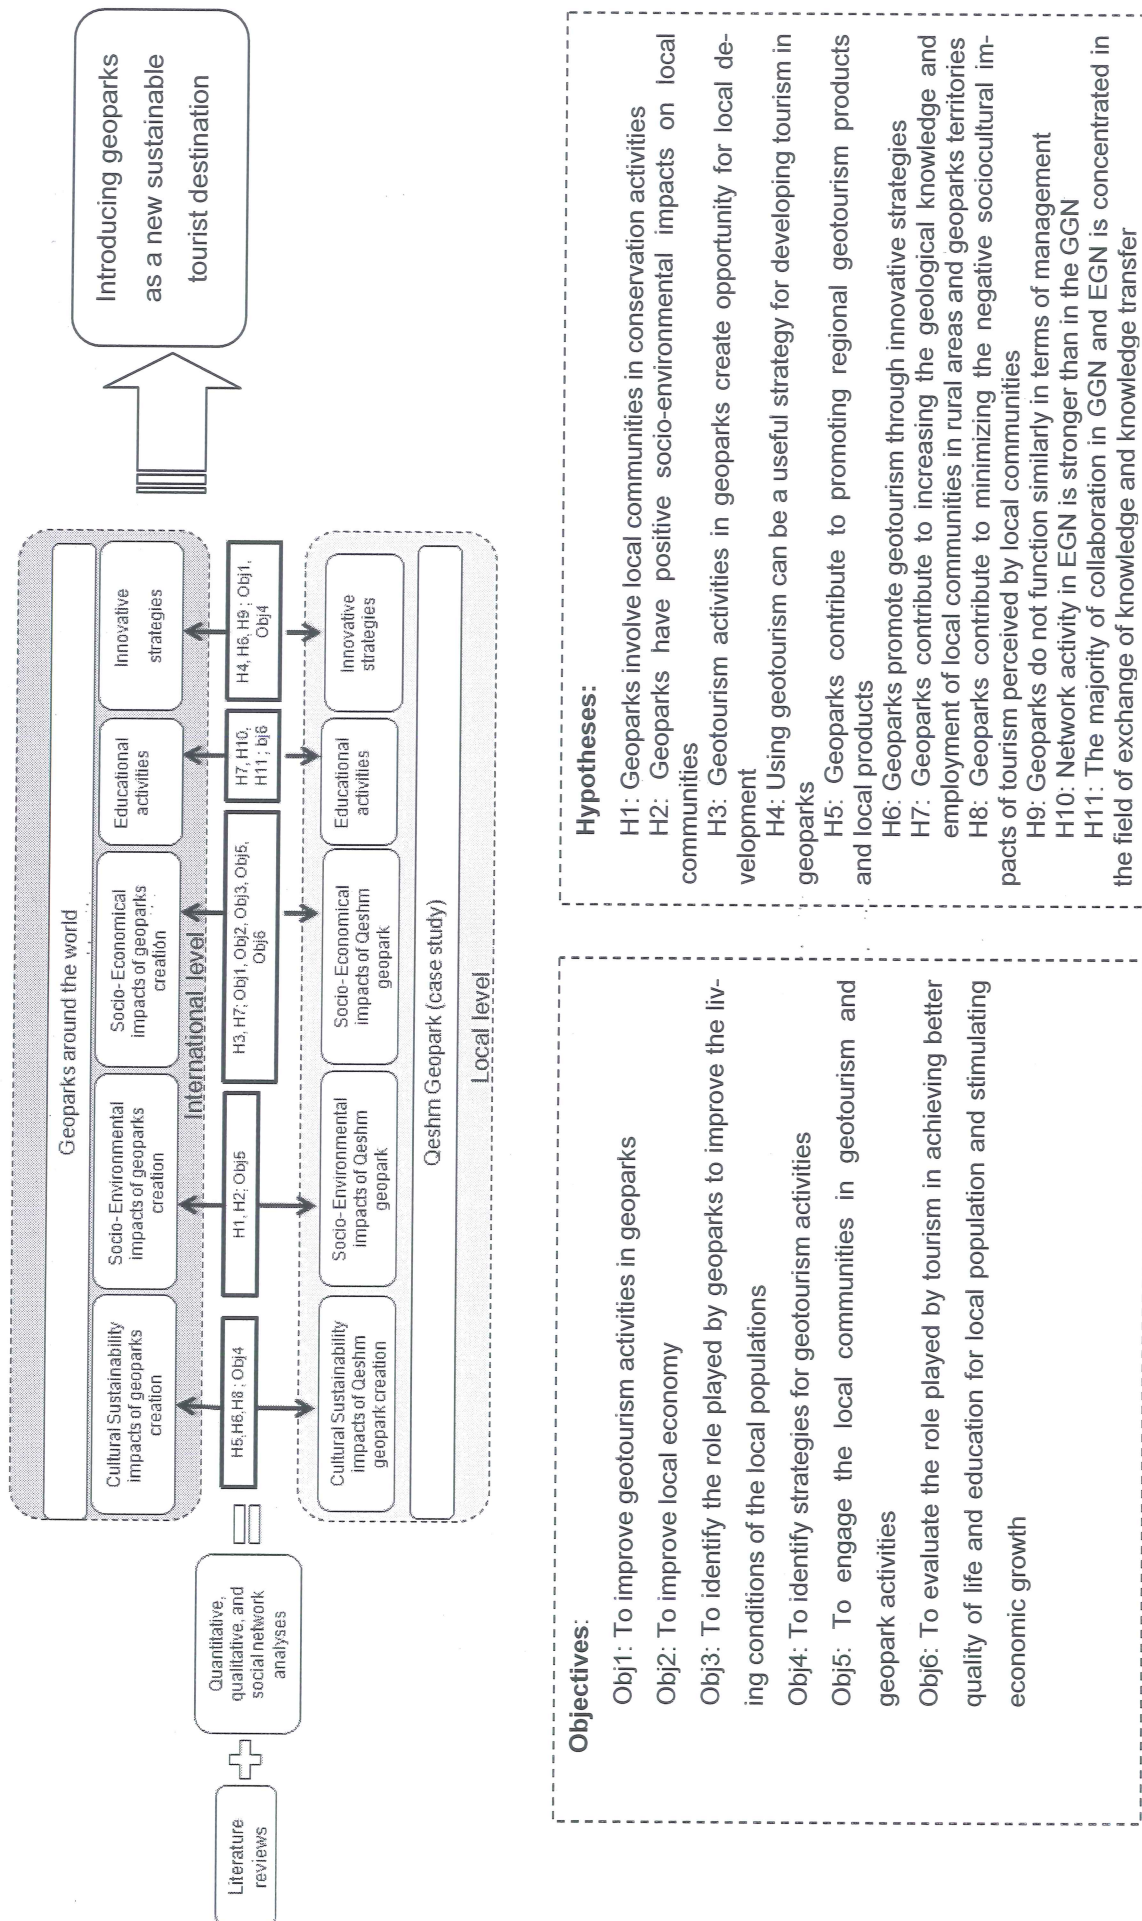 Literature
reviews
Quantitative,
qualitative, and
social network
analyses
Geoparks around the world
Cultural Sustainability
impacts of geoparks
creation
Socio- Environmental
impacts of geoparks
creation
Socio- Economical
impacts of geoparks
creation
Educational
activities
Innovative
strategies
International level
H5,H6,H8 ; Obj4
H1, H2; Obj5
H3, H7; Obj1, Obj2, Obj3, Obj5,
Obj6
H7, H10,
H11 ; bj6
H4, H6, H9 ; Obj1,
Obj4
Cultural Sustainability
impacts of Qeshm
geopark creation
Socio- Environmental
impacts of Qeshm
geopark
Socio- Economical
impacts of Qeshm
geopark
Educational
activities
Innovative
strategies
Qeshm Geopark (case study)
Local level
Introducing geoparks
as a new sustainable
tourist destination
Objectives:
Obj1: To improve geotourism activities in geoparks
Obj2: To improve local economy
Obj3: To identify the role played by geoparks to improve the liv-
ing conditions of the local populations
Obj4: To identify strategies for geotourism activities
Obj5: To engage the local communities in geotourism and
geopark activities
Obj6: To evaluate the role played by tourism in achieving better
quality of life and education for local population and stimulating
economic growth
Hypotheses:
H1: Geoparks involve local communities in conservation activities
H2: Geoparks have positive socio-environmental impacts on local
communities
H3: Geotourism activities in geoparks create opportunity for local de-
velopment
H4: Using geotourism can be a useful strategy for developing tourism in
geoparks
H5: Geoparks contribute to promoting regional geotourism products
and local products
H6: Geoparks promote geotourism through innovative strategies
H7: Geoparks contribute to increasing the geological knowledge and
employment of local communities in rural areas and geoparks territories
H8: Geoparks contribute to minimizing the negative sociocultural im-
pacts of tourism perceived by local communities
H9: Geoparks do not function similarly in terms of management
H10: Network activity in EGN is stronger than in the GGN
H11: The majority of collaboration in GGN and EGN is concentrated in
the field of exchange of knowledge and knowledge transfer